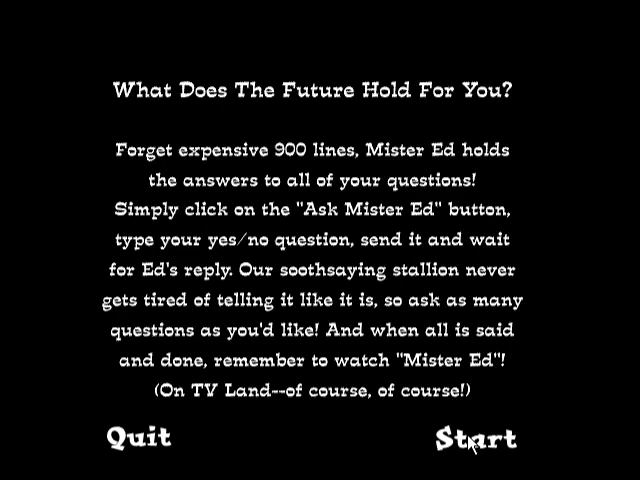 What Does The Future Hold For You?
Forget expensive 900 lines, Mister Ed holds
the answers to all of your questions!
Simply click on the "Ask Mister Ed" button,
type your yes/no question, send it and wait
for Ed's reply. Our soothsaying stallion never
gets tired of telling it like it is, so ask as many
questions as you'd like! And when all is said
and done, remember to watch "Mister Ed"!
(On TV Land--of course, of course!)
Quit
Start